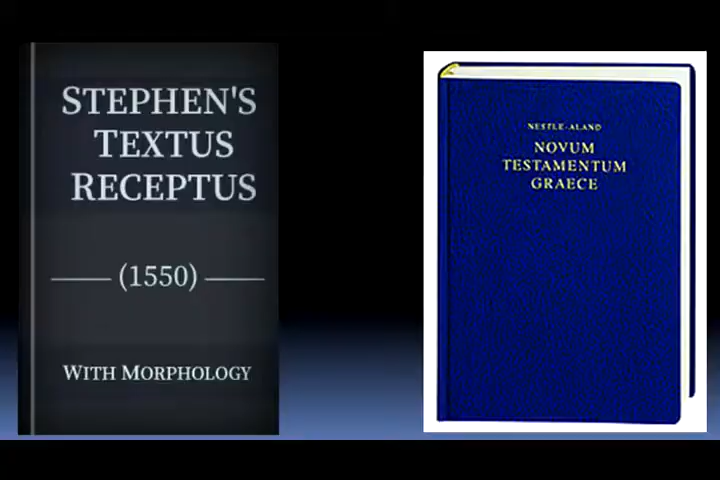 STEPHEN'S
TEXTUS
RECEPTUS
(1550)
WITH MORPHOLOGY
NESTLE-ALAND
NOVUM
TESTAMENTUM
GRAECE